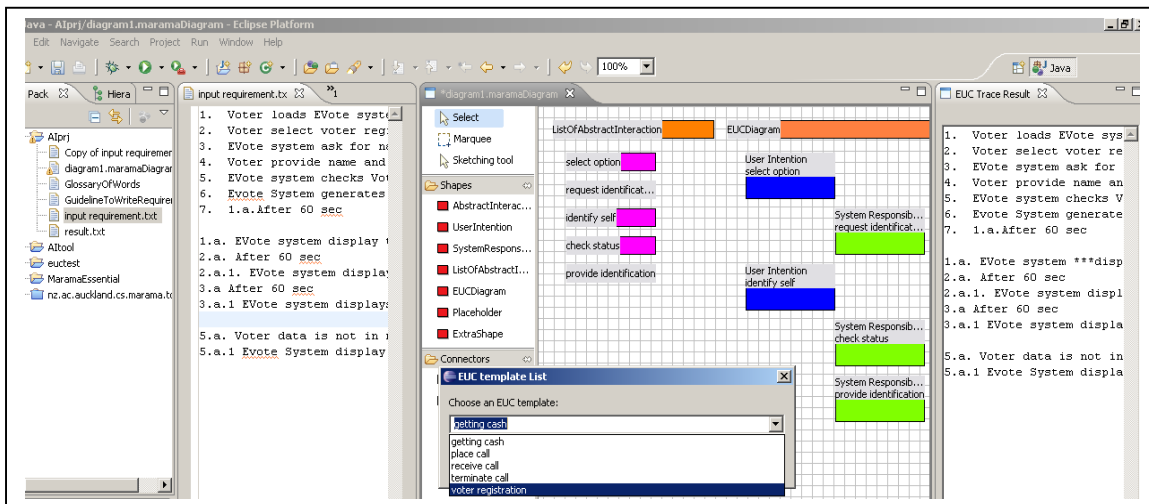 ava - AIprj/diagram1.maramaDiagram - Eclipse Platform
Edit Navigate Search Project Run Window Help
100%
Java
Pack
Hiera
AIprj
Copy of input requiremer
diagram1.maramaDiagrar
GlossaryOfWords
GuidelineToWriteRequirer
input requirement.txt
result.txt
AItool
euctest
MaramaEssential
nz.ac.auckland.cs.marama.tc
input requirement.tx
»1
1. Voter loads EVote syste
2. Voter select voter reg
3. EVote system ask for na
4. Voter provide name and
5. EVote system checks Vot
6. Evote System generates
7. 1.a.After 60 sec
1.a. EVote system display t
2.a. After 60 sec
2.a.1. EVote system display
3.a After 60 sec
3.a.1 EVote system displays
5.a. Voter data is not in
5.a.1 Evote System display
*diagram1.maramaDiagram
Select
Marquee
Sketching tool
Shapes
AbstractInterac...
UserIntention
SystemRespons...
ListOfAbstractI...
EUCDiagram
Placeholder
ExtraShape
Connectors
ListOfAbstractInteraction
select option
request identificat...
identify self
check status
provide identification
EUCDiagram
User Intention
select option
System Responsib...
request identificat...
User Intention
identify self
System Responsib...
check status
System Responsib...
provide identification
EUC template List
Choose an EUC template:
getting cash
getting cash
place call
receive call
terminate call
voter registration
EUC Trace Result
1. Voter loads EVote sys
2. Voter select voter re
3. EVote system ask for
4. Voter provide name an
5. EVote system checks V
6. Evote System generate
7. 1.a.After 60 sec
1.a. EVote system ***disp
2.a. After 60 sec
2.a.1. EVote system displ
3.a After 60 sec
3.a.1 EVote system displa
5.a. Voter data is not in
5.a.1 Evote System displa